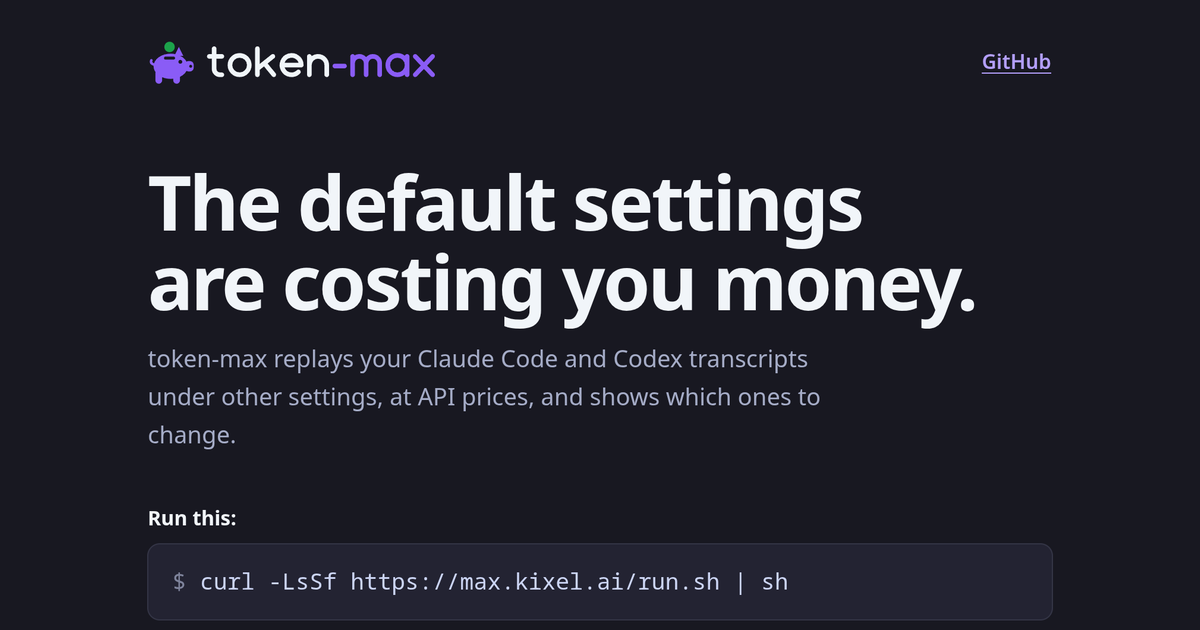 token-max
GitHub
The default settings
are costing you money.
token-max replays your Claude Code and Codex transcripts
under other settings, at API prices, and shows which ones to
change.
Run this:
$ curl -LsSf https://max.kixel.ai/run.sh | sh